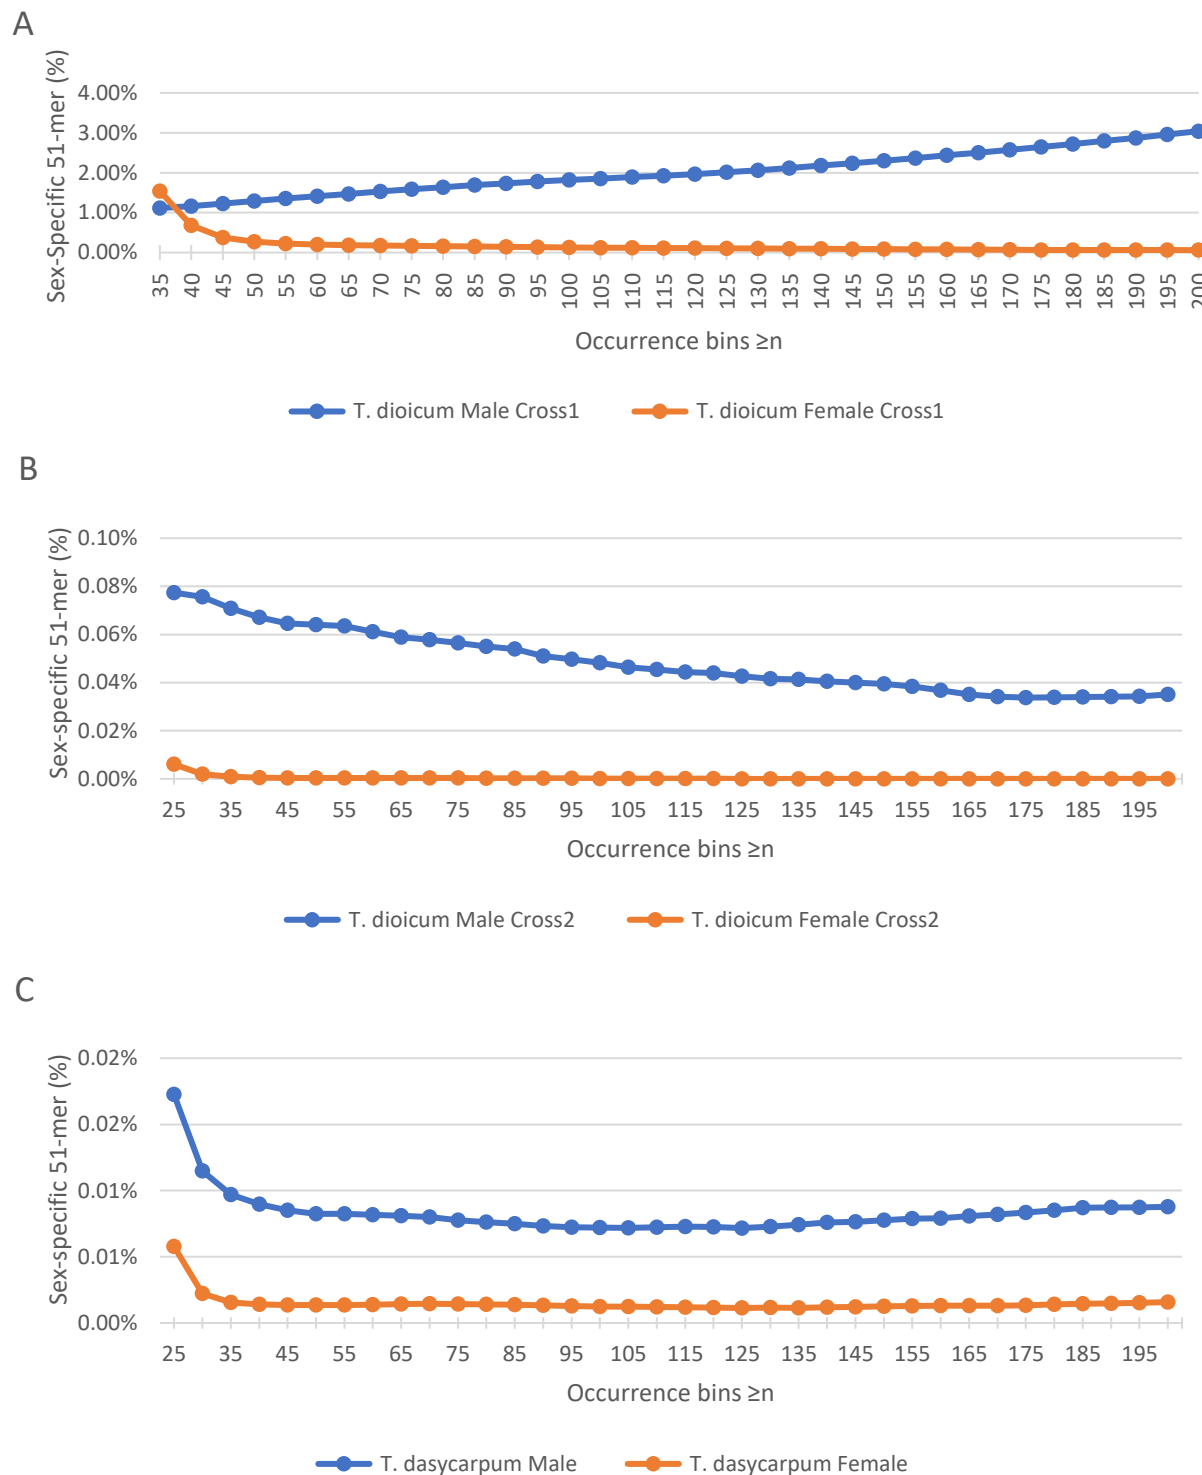 A
Sex-Specific 51-mer (%)
4.00%
3.00%
2.00%
1.00%
0.00%
35 40 45 50 55 60 65 70 75 80 85 90 95 100 105 110 115 120 125 130 135 140 145 150 155 160 165 170 175 180 185 190 195 200
Occurrence bins ≥n
T. dioicum Male Cross1 T. dioicum Female Cross1
B
Sex-specific 51-mer (%)
0.10%
0.08%
0.06%
0.04%
0.02%
0.00%
25 35 45 55 65 75 85 95 105 115 125 135 145 155 165 175 185 195
Occurrence bins ≥n
T. dioicum Male Cross2 T. dioicum Female Cross2
C
Sex-specific 51-mer (%)
0.02%
0.02%
0.01%
0.01%
0.00%
25 35 45 55 65 75 85 95 105 115 125 135 145 155 165 175 185 195
Occurrence bins ≥n
T. dasycarpum Male T. dasycarpum Female